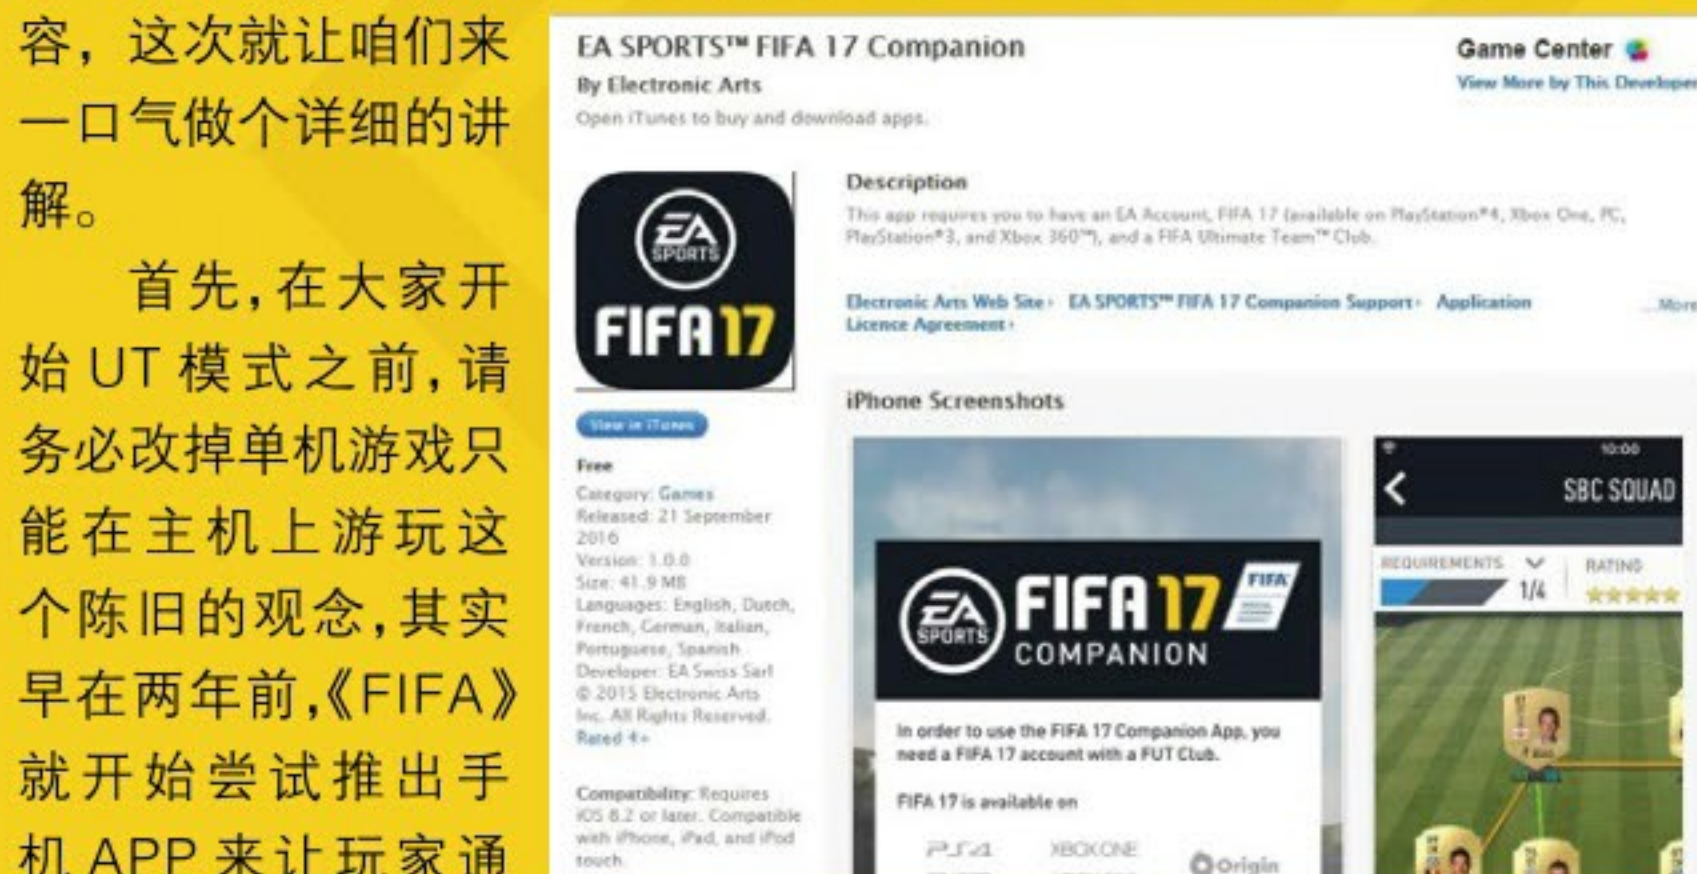 容，这次就让咱们来
一口气做个详细的讲
解。
首先，在大家开
始 UT 模式之前，请
务必改掉单机游戏只
能在主机上游玩这
个陈旧的观念，其实
早在两年前，《FIFA》
就开始尝试推出手
机 APP 来让玩家通
EA SPORTS™ FIFA 17 Companion
By Electronic Arts
Open iTunes to buy and download apps.
Game Center
View More by This Developer
EA
SPORTS
FIFA 17
View in iTunes
Free
Category: Games
Released: 21 September
2016
Version: 1.0.0
Size: 41.9 MB
Languages: English, Dutch,
French, German, Italian,
Portuguese, Spanish
Developer: EA Swiss Sarl
© 2015 Electronic Arts
Inc. All Rights Reserved.
Rated 4+
Compatibility: Requires
iOS 8.2 or later. Compatible
with iPhone, iPad, and iPod
touch.
Description
This app requires you to have an EA Account, FIFA 17 (available on PlayStation®4, Xbox One, PC,
PlayStation®3, and Xbox 360™), and a FIFA Ultimate Team™ Club.
Electronic Arts Web Site › EA SPORTS™ FIFA 17 Companion Support › Application
Licence Agreement ›
...More
iPhone Screenshots
EA
SPORTS
FIFA 17
FIFA
COMPANION
In order to use the FIFA 17 Companion App, you
need a FIFA 17 account with a FUT Club.
FIFA 17 is available on
PS4 XBOX ONE
Origin
10:00
SBC SQUAD
REQUIREMENTS
1/4
RATING